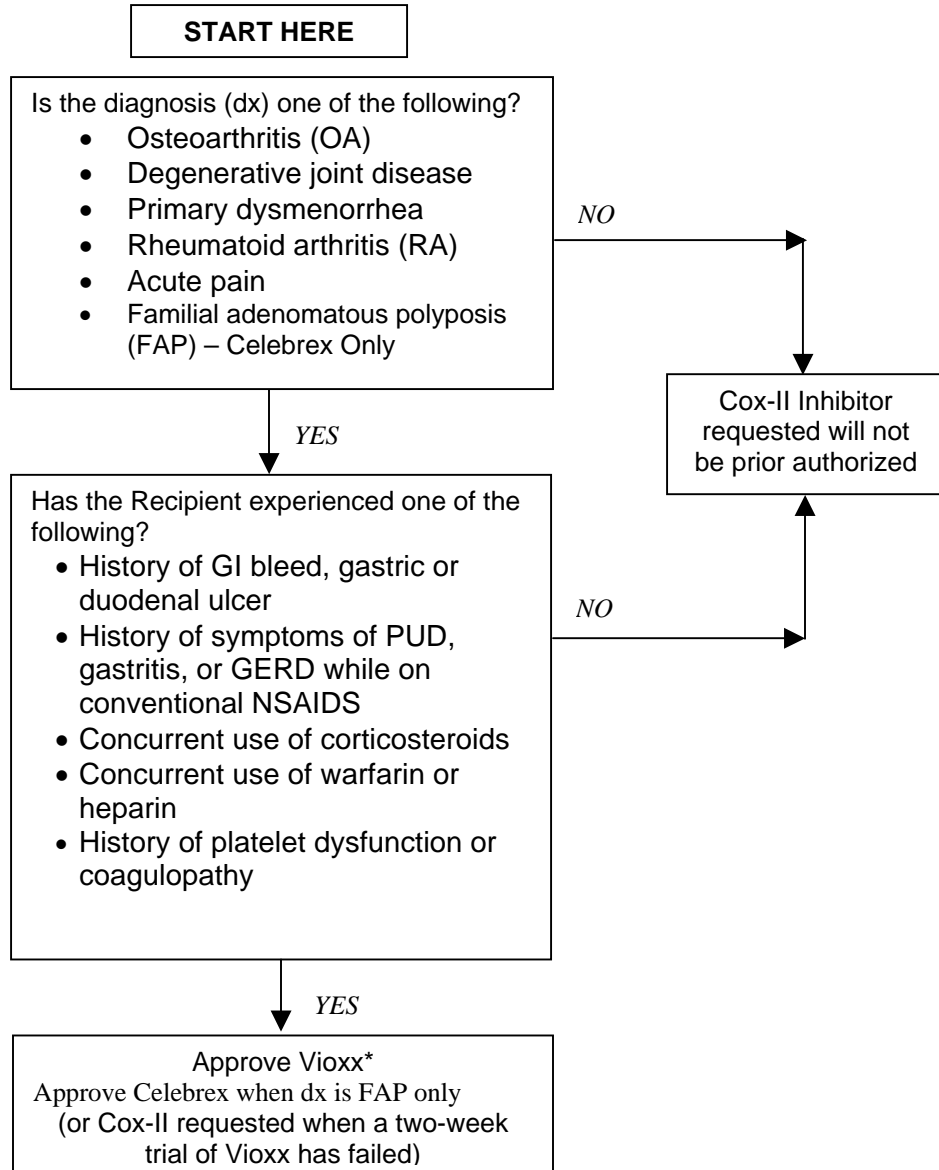 START HERE
Is the diagnosis (dx) one of the following?
• Osteoarthritis (OA)
• Degenerative joint disease
• Primary dysmenorrhea
• Rheumatoid arthritis (RA)
• Acute pain
• Familial adenomatous polyposis
(FAP) – Celebrex Only
NO
Cox-II Inhibitor
requested will not
be prior authorized
YES
Has the Recipient experienced one of the
following?
• History of GI bleed, gastric or
duodenal ulcer
• History of symptoms of PUD,
gastritis, or GERD while on
conventional NSAIDS
• Concurrent use of corticosteroids
• Concurrent use of warfarin or
heparin
• History of platelet dysfunction or
coagulopathy
NO
YES
Approve Vioxx*
Approve Celebrex when dx is FAP only
(or Cox-II requested when a two-week
trial of Vioxx has failed)